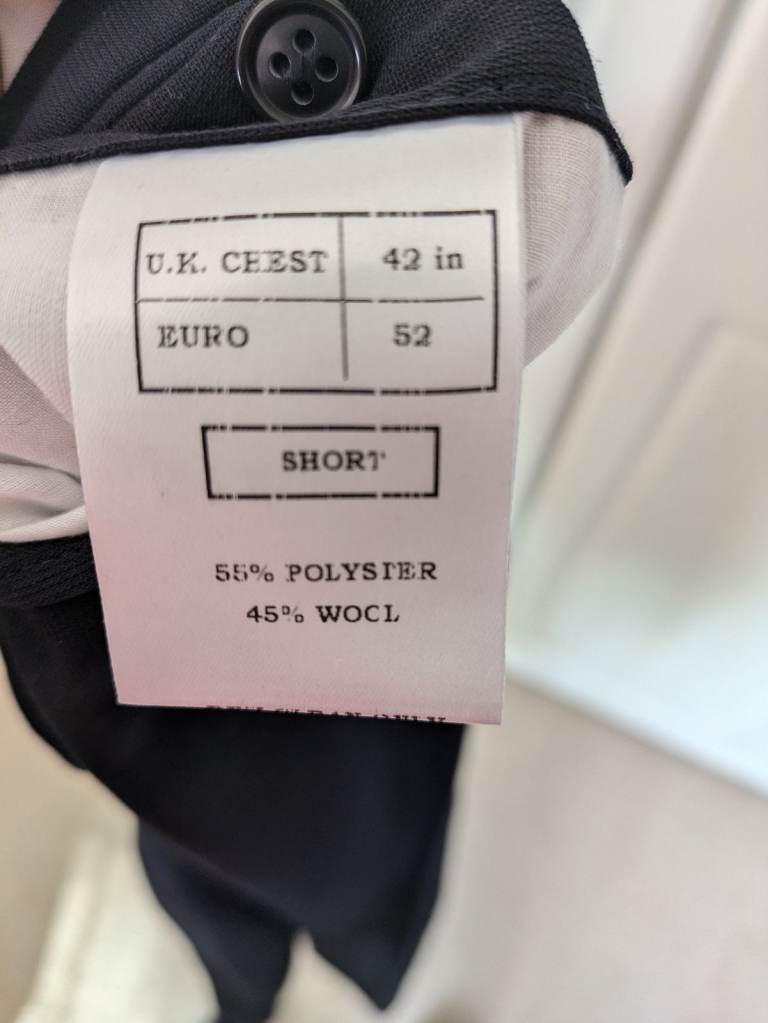 U.K. CHEST 42 in
EURO 52
SHORT
55% POLYSTER
45% WOOL